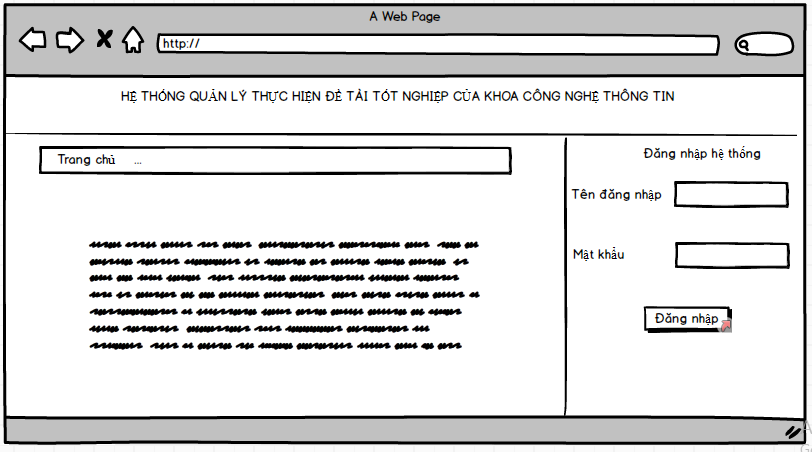 A Web Page
http://
HỆ THỐNG QUẢN LÝ THỰC HIỆN ĐỀ TÀI TỐT NGHIỆP CỦA KHOA CÔNG NGHỆ THÔNG TIN
Trang chủ ...
Đăng nhập hệ thống
Tên đăng nhập
Mật khẩu
Đăng nhập